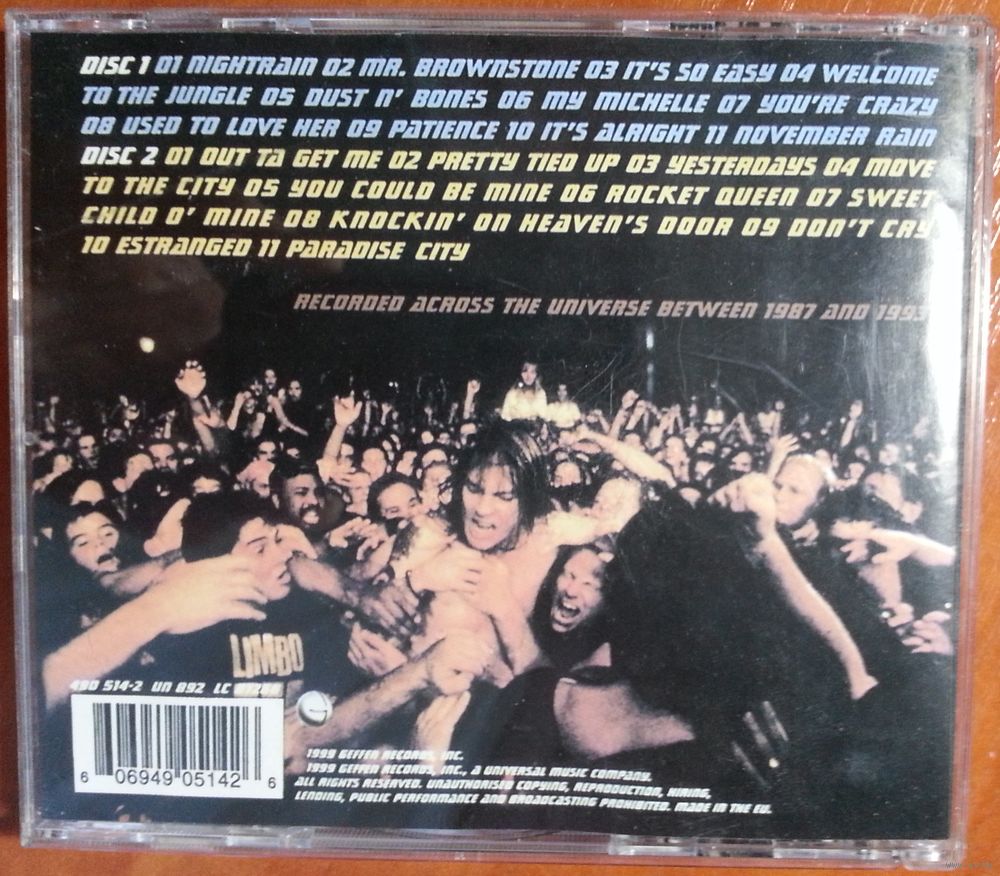 DISC 1 01 NIGHTRAIN 02 MR. BROWNSTONE 03 IT'S SO EASY 04 WELCOME
TO THE JUNGLE 05 DUST N' BONES 06 MY MICHELLE 07 YOU'RE CRAZY
08 USED TO LOVE HER 09 PATIENCE 10 IT'S ALRIGHT 11 NOVEMBER RAIN
DISC 2 01 OUT TA GET ME 02 PRETTY TIED UP 03 YESTERDAYS 04 MOVE
TO THE CITY 05 YOU COULD BE MINE 06 ROCKET QUEEN 07 SWEET
CHILD O' MINE 08 KNOCKIN' ON HEAVEN'S DOOR 09 DON'T CRY
10 ESTRANGED 11 PARADISE CITY
RECORDED ACROSS THE UNIVERSE BETWEEN 1987 AND 1993
LIMBO
490 514-2 UN 892 LC
6 06949 05142 6
1999 GEFFEN RECORDS, INC.
1999 GEFFEN RECORDS, INC., A UNIVERSAL MUSIC COMPANY.
ALL RIGHTS RESERVED. UNAUTHORISED COPYING, REPRODUCTION, HIRING,
LENDING, PUBLIC PERFORMANCE AND BROADCASTING PROHIBITED. MADE IN THE EU.